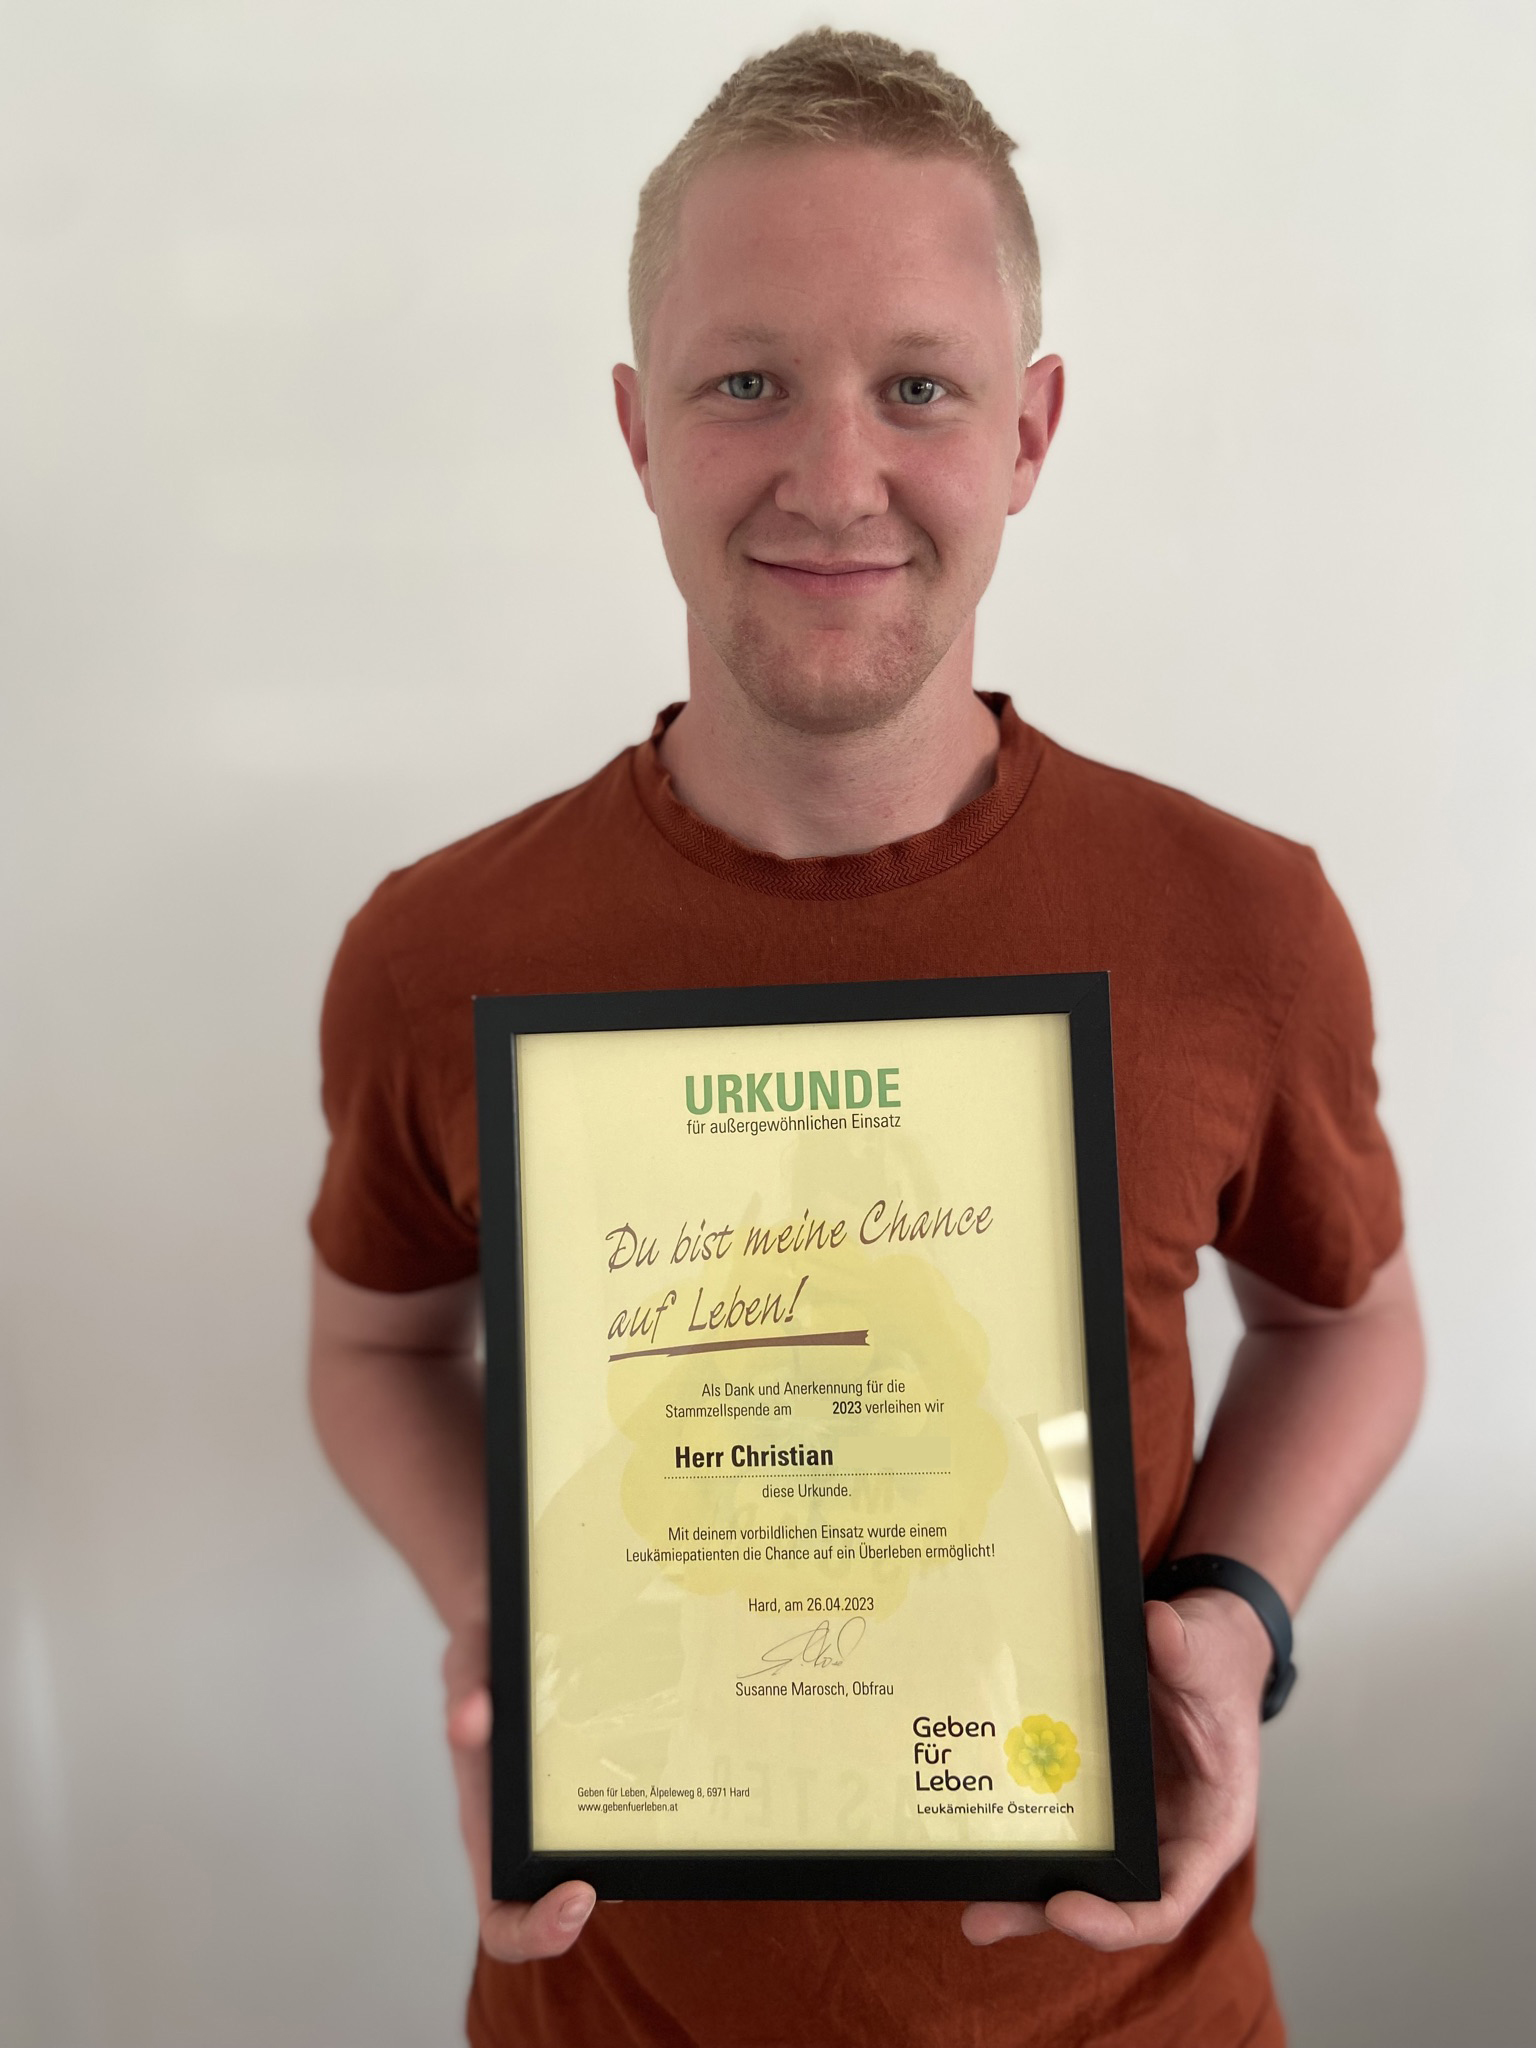 URKUNDE
für außergewöhnlichen Einsatz
Du bist meine Chance
auf Leben!
Als Dank und Anerkennung für die
Stammzellspende am 2023 verleihen wir
Herr Christian
diese Urkunde.
Mit deinem vorbildlichen Einsatz wurde einem
Leukämiepatienten die Chance auf ein Überleben ermöglicht!
Hard, am 26.04.2023
Susanne Marosch, Obfrau
Geben
für
Leben
Leukämiehilfe Österreich
Geben für Leben, Älpeleweg 8, 6971 Hard
www.gebenfuerleben.at